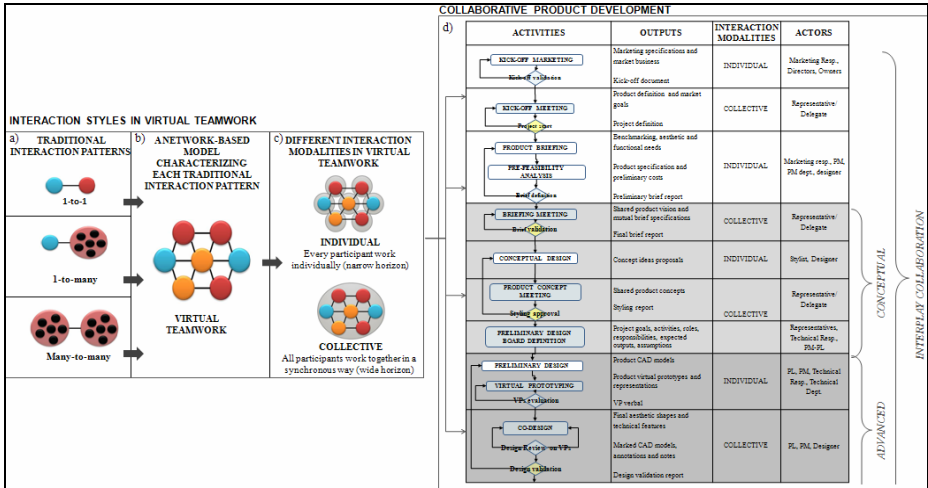 COLLABORATIVE PRODUCT DEVELOPMENT
INTERACTION STYLES IN VIRTUAL TEAMWORK
a) TRADITIONAL
INTERACTION PATTERNS
1-to-1
1-to-many
Many-to-many
b) ANETWORK-BASED
MODEL
CHARACTERIZING
EACH TRADITIONAL
INTERACTION PATTERN
VIRTUAL
TEAMWORK
c) DIFFERENT INTERACTION
MODALITIES IN VIRTUAL
TEAMWORK
INDIVIDUAL
Every participant work
individually (narrow horizon)
COLLECTIVE
All participants work together in a
synchronous way (wide horizon)
d)
ACTIVITIES
OUTPUTS
INTERACTION
MODALITIES
ACTORS
KICK-OFF MARKETING
Kick-off validation
Marketing specifications and
market business
Kick-off document
INDIVIDUAL
Marketing Resp.,
Directors, Owners
KICK-OFF MEETING
Project start
Product definition and market
goals
Project definition
COLLECTIVE
Representative/
Delegate
PRODUCT BRIEFING
PRE-FEASIBILITY
ANALYSIS
Brief definition
Benchmarking, aesthetic and
functional needs
Product specification and
preliminary costs
Preliminary brief report
INDIVIDUAL
Marketing resp., PM,
PM dept., designer
BRIEFING MEETING
Brief validation
Shared product vision and
mutual brief specifications
Final brief report
COLLECTIVE
Representative/
Delegate
CONCEPTUAL DESIGN
Concept ideas proposals
INDIVIDUAL
Stylist, Designer
PRODUCT CONCEPT
MEETING
Styling approval
Shared product concepts
Styling report
COLLECTIVE
Representative/
Delegate
PRELIMINARY DESIGN
BOARD DEFINITION
Project goals, activities, roles,
responsibilities, expected
outputs, assumptions
Representatives,
Technical Resp.,
PM-PL
PRELIMINARY DESIGN
VIRTUAL PROTOTYPING
VPs evaluation
Product CAD models
Product virtual prototypes and
representations
VP verbal
INDIVIDUAL
PL, PM, Technical
Resp., Technical
Dept.
CO-DESIGN
Design Review on VPs
Design validation
Final aesthetic shapes and
technical features
Marked CAD models,
annotations and notes
Design validation report
COLLECTIVE
PL, PM, Designer
CONCEPTUAL
ADVANCED
INTERPLAY COLLABORATION